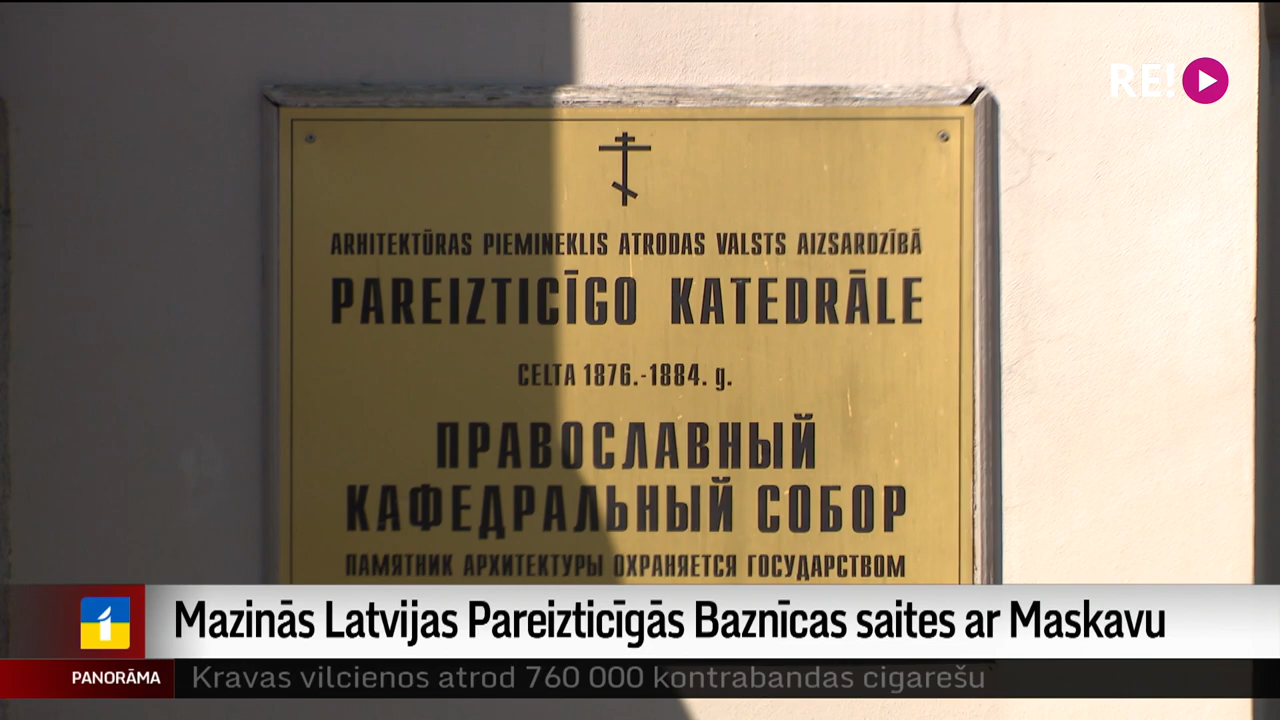 RE!
ARHITEKTŪRAS PIEMINEKLIS ATRODAS VALSTS AIZSARDZĪBĀ
PAREIZTICĪGO KATEDRĀLE
CELTA 1876.-1884. g.
ПРАВОСЛАВНЫЙ
КАФЕДРАЛЬНЫЙ СОБОР
ПАМЯТНИК АРХИТЕКТУРЫ ОХРАНЯЕТСЯ ГОСУДАРСТВОМ
1
Mazinās Latvijas Pareizticīgās Baznīcas saites ar Maskavu
PANORĀMA
Kravas vilcienos atrod 760 000 kontrabandas cigarešu